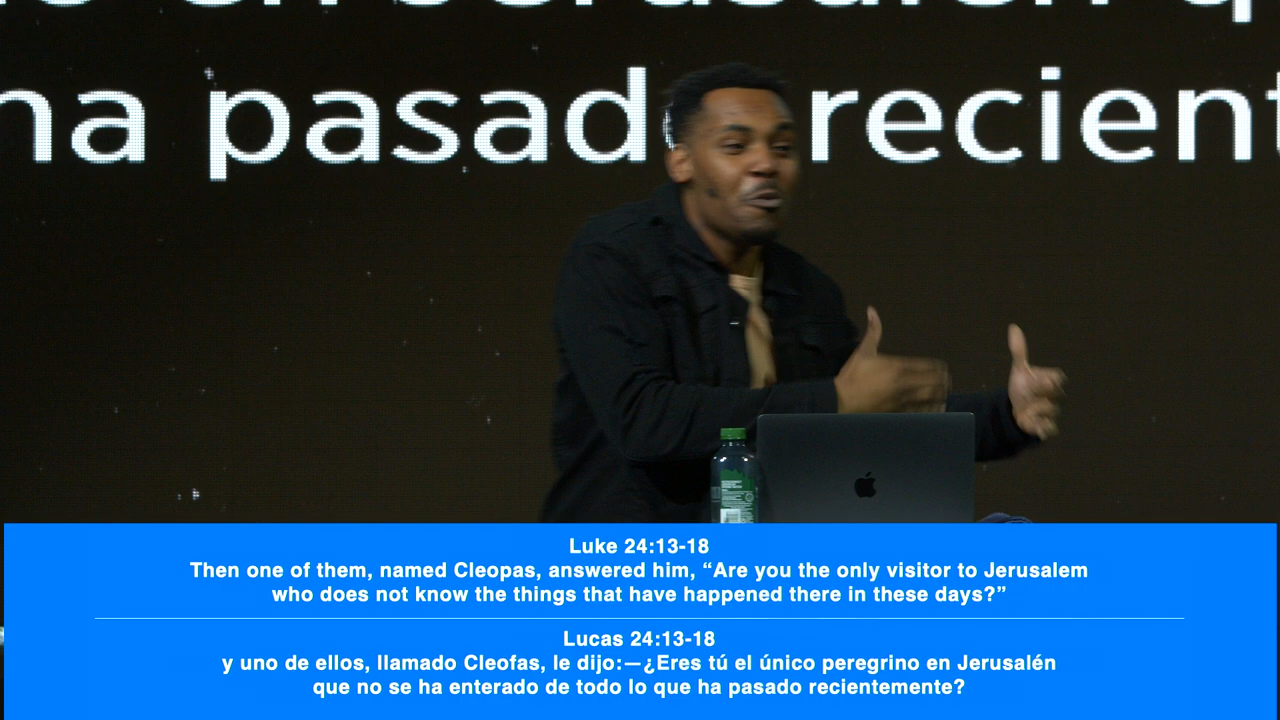 ha pasado recient
Luke 24:13-18
Then one of them, named Cleopas, answered him, “Are you the only visitor to Jerusalem
who does not know the things that have happened there in these days?”
Lucas 24:13-18
y uno de ellos, llamado Cleofas, le dijo:—¿Eres tú el único peregrino en Jerusalén
que no se ha enterado de todo lo que ha pasado recientemente?